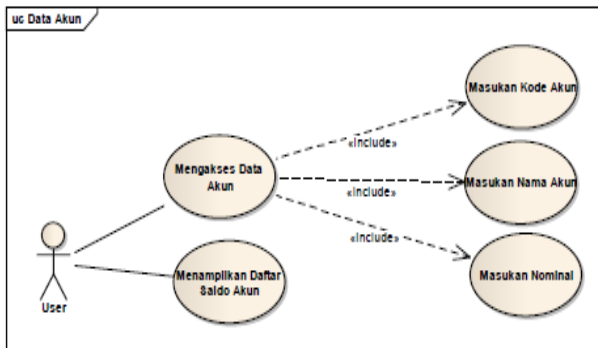 uc Data Akun
Masukan Kode Akun
«include»
Mengakses Data
Akun
«include»
Masukan Nama Akun
«include»
Menampilkan Daftar
Saldo Akun
Masukan Nominal
User